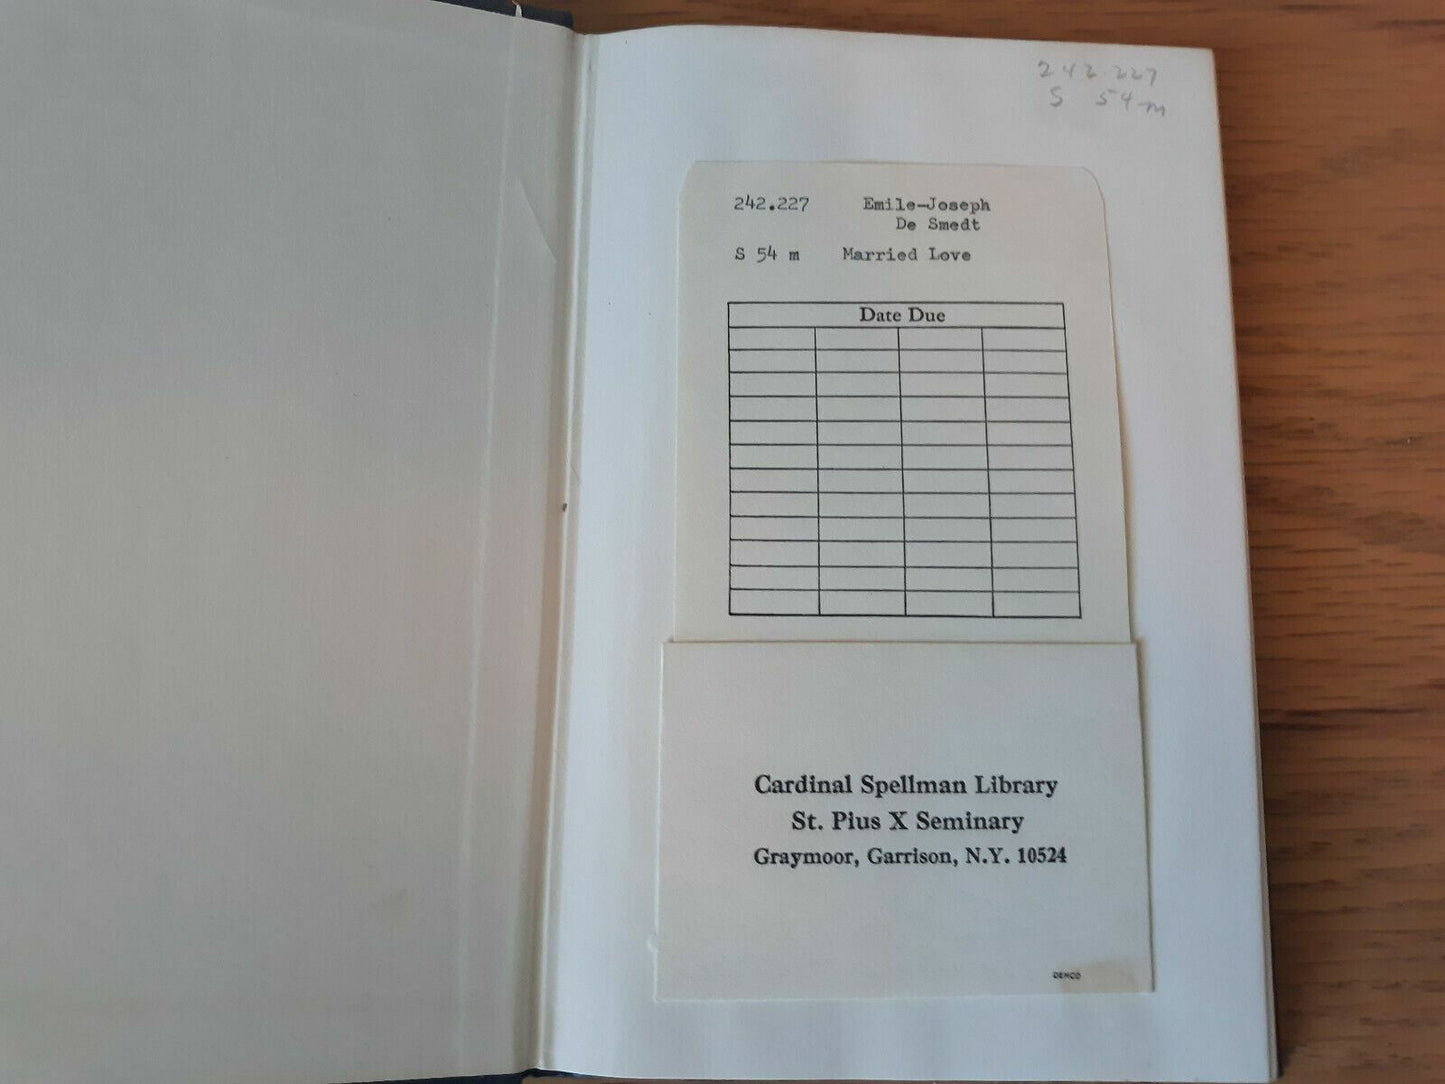 242.227
S 54 m
242.227 Emile-Joseph
De Smedt
S 54 m Married Love
Date Due
Cardinal Spellman Library
St. Pius X Seminary
Graymoor, Garrison, N.Y. 10524
DEMCO